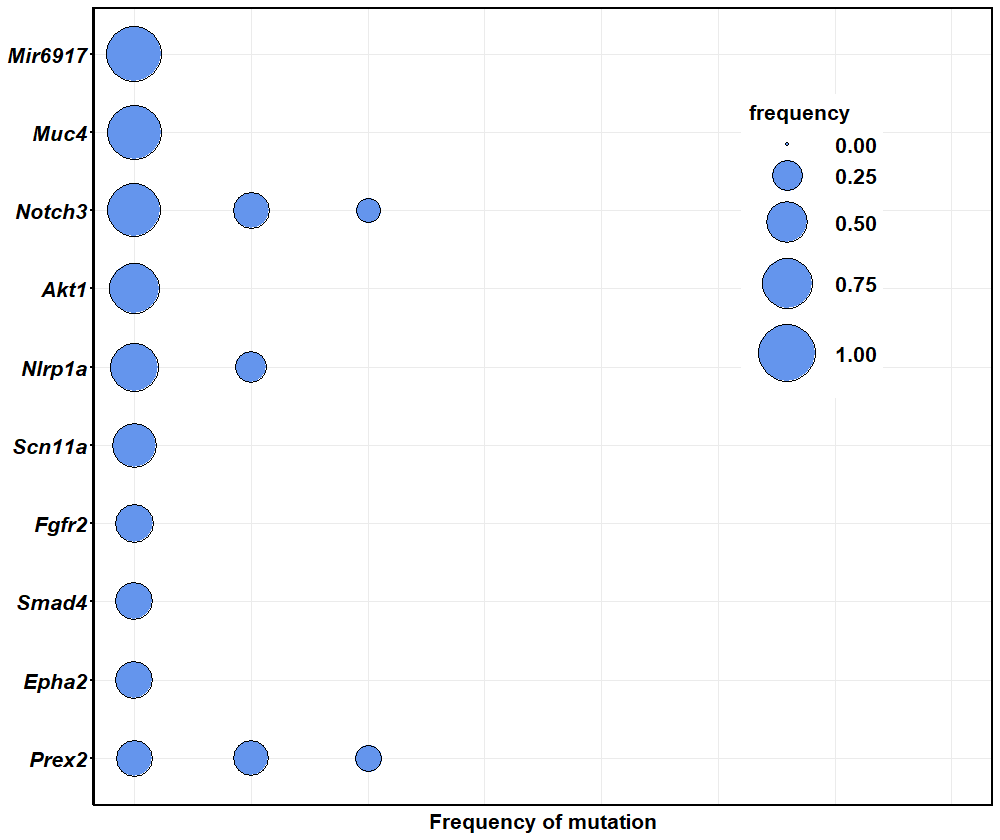 Mir6917
Muc4
Notch3
Akt1
Nlrp1a
Scn11a
Fgfr2
Smad4
Epha2
Prex2
frequency
0.00
0.25
0.50
0.75
1.00
Frequency of mutation